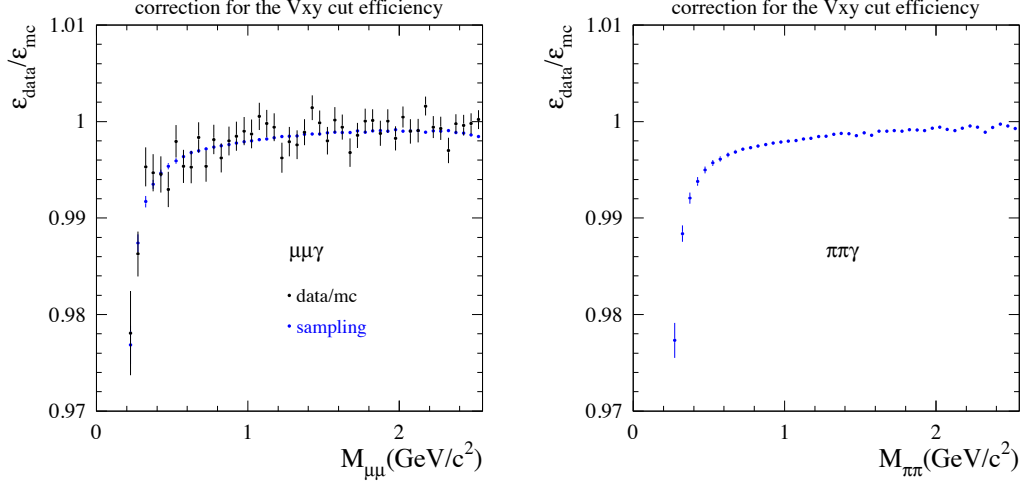 correction for the Vxy cut efficiency
ε_data/ε_mc
1.01
1
0.99
0.98
0.97
μμγ
• data/mc
• sampling
0 1 2
M_μμ(GeV/c²)
correction for the Vxy cut efficiency
ε_data/ε_mc
1.01
1
0.99
0.98
0.97
ππγ
0 1 2
M_ππ(GeV/c²)